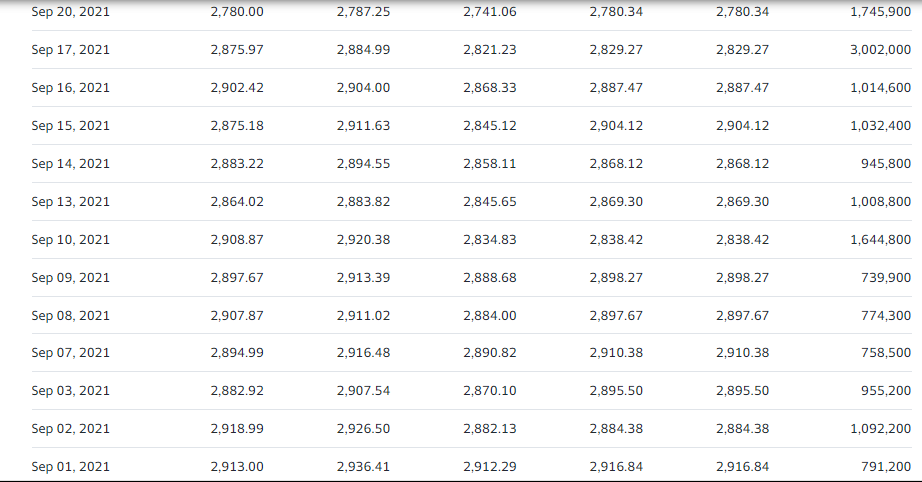 Sep 20, 2021 2,780.00 2,787.25 2,741.06 2,780.34 2,780.34 1,745,900
Sep 17, 2021 2,875.97 2,884.99 2,821.23 2,829.27 2,829.27 3,002,000
Sep 16, 2021 2,902.42 2,904.00 2,868.33 2,887.47 2,887.47 1,014,600
Sep 15, 2021 2,875.18 2,911.63 2,845.12 2,904.12 2,904.12 1,032,400
Sep 14, 2021 2,883.22 2,894.55 2,858.11 2,868.12 2,868.12 945,800
Sep 13, 2021 2,864.02 2,883.82 2,845.65 2,869.30 2,869.30 1,008,800
Sep 10, 2021 2,908.87 2,920.38 2,834.83 2,838.42 2,838.42 1,644,800
Sep 09, 2021 2,897.67 2,913.39 2,888.68 2,898.27 2,898.27 739,900
Sep 08, 2021 2,907.87 2,911.02 2,884.00 2,897.67 2,897.67 774,300
Sep 07, 2021 2,894.99 2,916.48 2,890.82 2,910.38 2,910.38 758,500
Sep 03, 2021 2,882.92 2,907.54 2,870.10 2,895.50 2,895.50 955,200
Sep 02, 2021 2,918.99 2,926.50 2,882.13 2,884.38 2,884.38 1,092,200
Sep 01, 2021 2,913.00 2,936.41 2,912.29 2,916.84 2,916.84 791,200